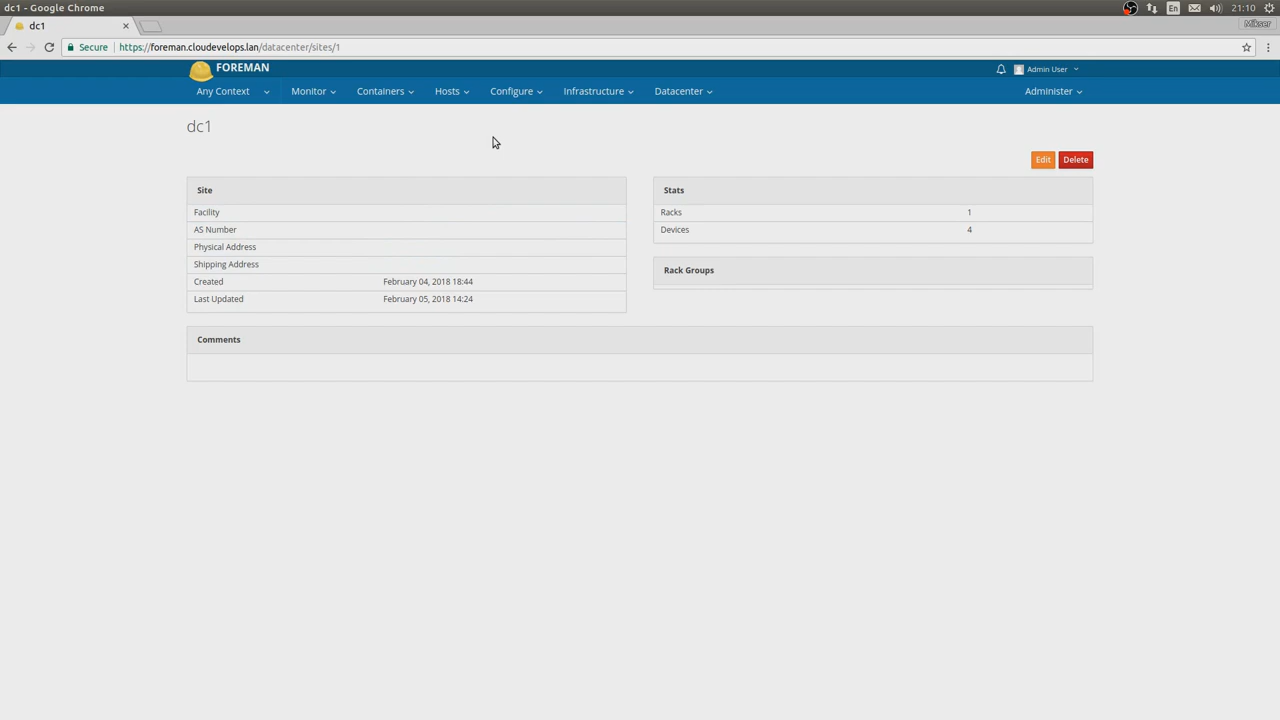 dc1 - Google Chrome
En
21:10
dc1
Mikser
Secure
https://foreman.cloudevelops.lan/datacenter/sites/1
FOREMAN
Admin User
Any Context
Monitor
Containers
Hosts
Configure
Infrastructure
Datacenter
Administer
dc1
Edit
Delete
Site
Facility
AS Number
Physical Address
Shipping Address
Created February 04, 2018 18:44
Last Updated February 05, 2018 14:24
Stats
Racks 1
Devices 4
Rack Groups
Comments